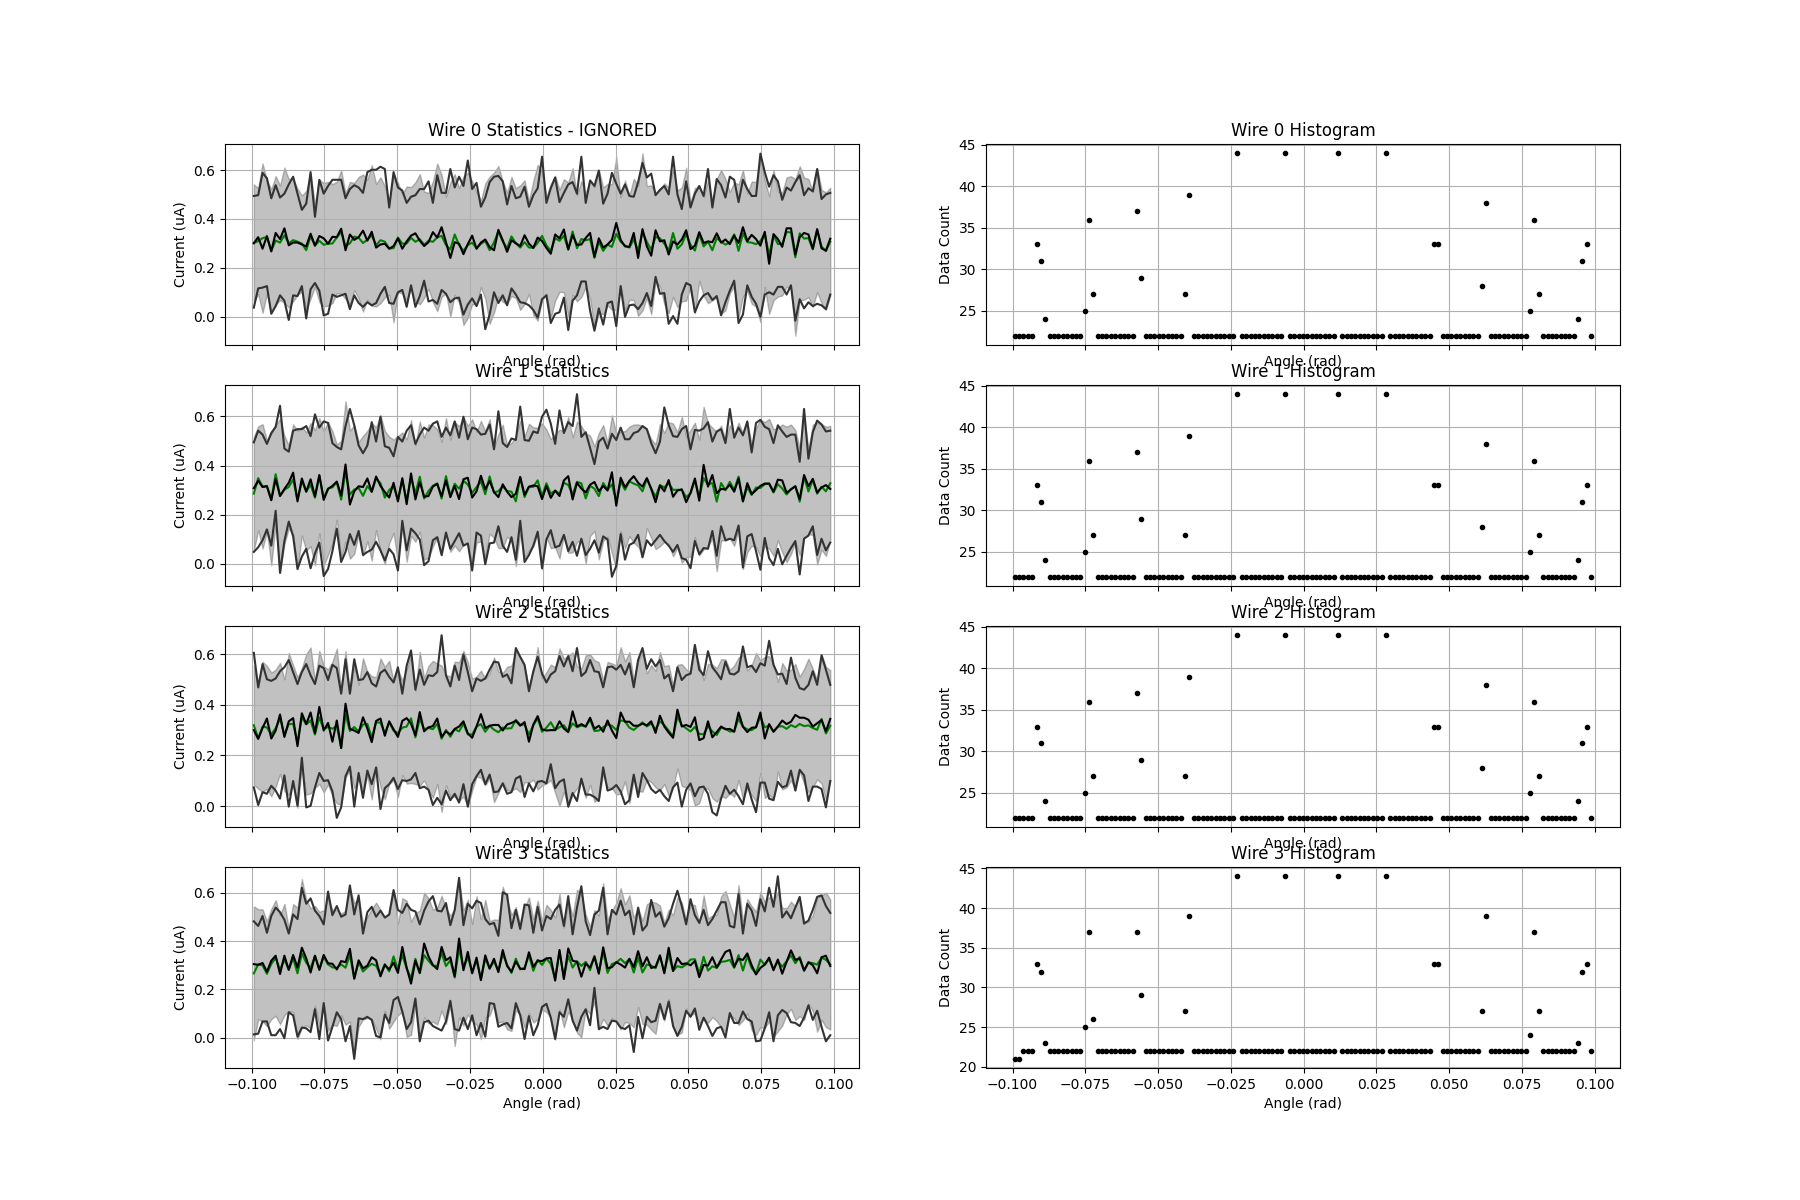 Wire 0 Statistics - IGNORED
Wire 0 Histogram
Current (uA)
0.6
0.4
0.2
0.0
Angle (rad)
Data Count
45
40
35
30
25
Angle (rad)
Wire 1 Statistics
Wire 1 Histogram
Current (uA)
0.6
0.4
0.2
0.0
Angle (rad)
Data Count
45
40
35
30
25
Angle (rad)
Wire 2 Statistics
Wire 2 Histogram
Current (uA)
0.6
0.4
0.2
0.0
Angle (rad)
Data Count
45
40
35
30
25
Angle (rad)
Wire 3 Statistics
Wire 3 Histogram
Current (uA)
0.6
0.4
0.2
0.0
−0.100 −0.075 −0.050 −0.025 0.000 0.025 0.050 0.075 0.100
Angle (rad)
Data Count
45
40
35
30
25
20
−0.100 −0.075 −0.050 −0.025 0.000 0.025 0.050 0.075 0.100
Angle (rad)